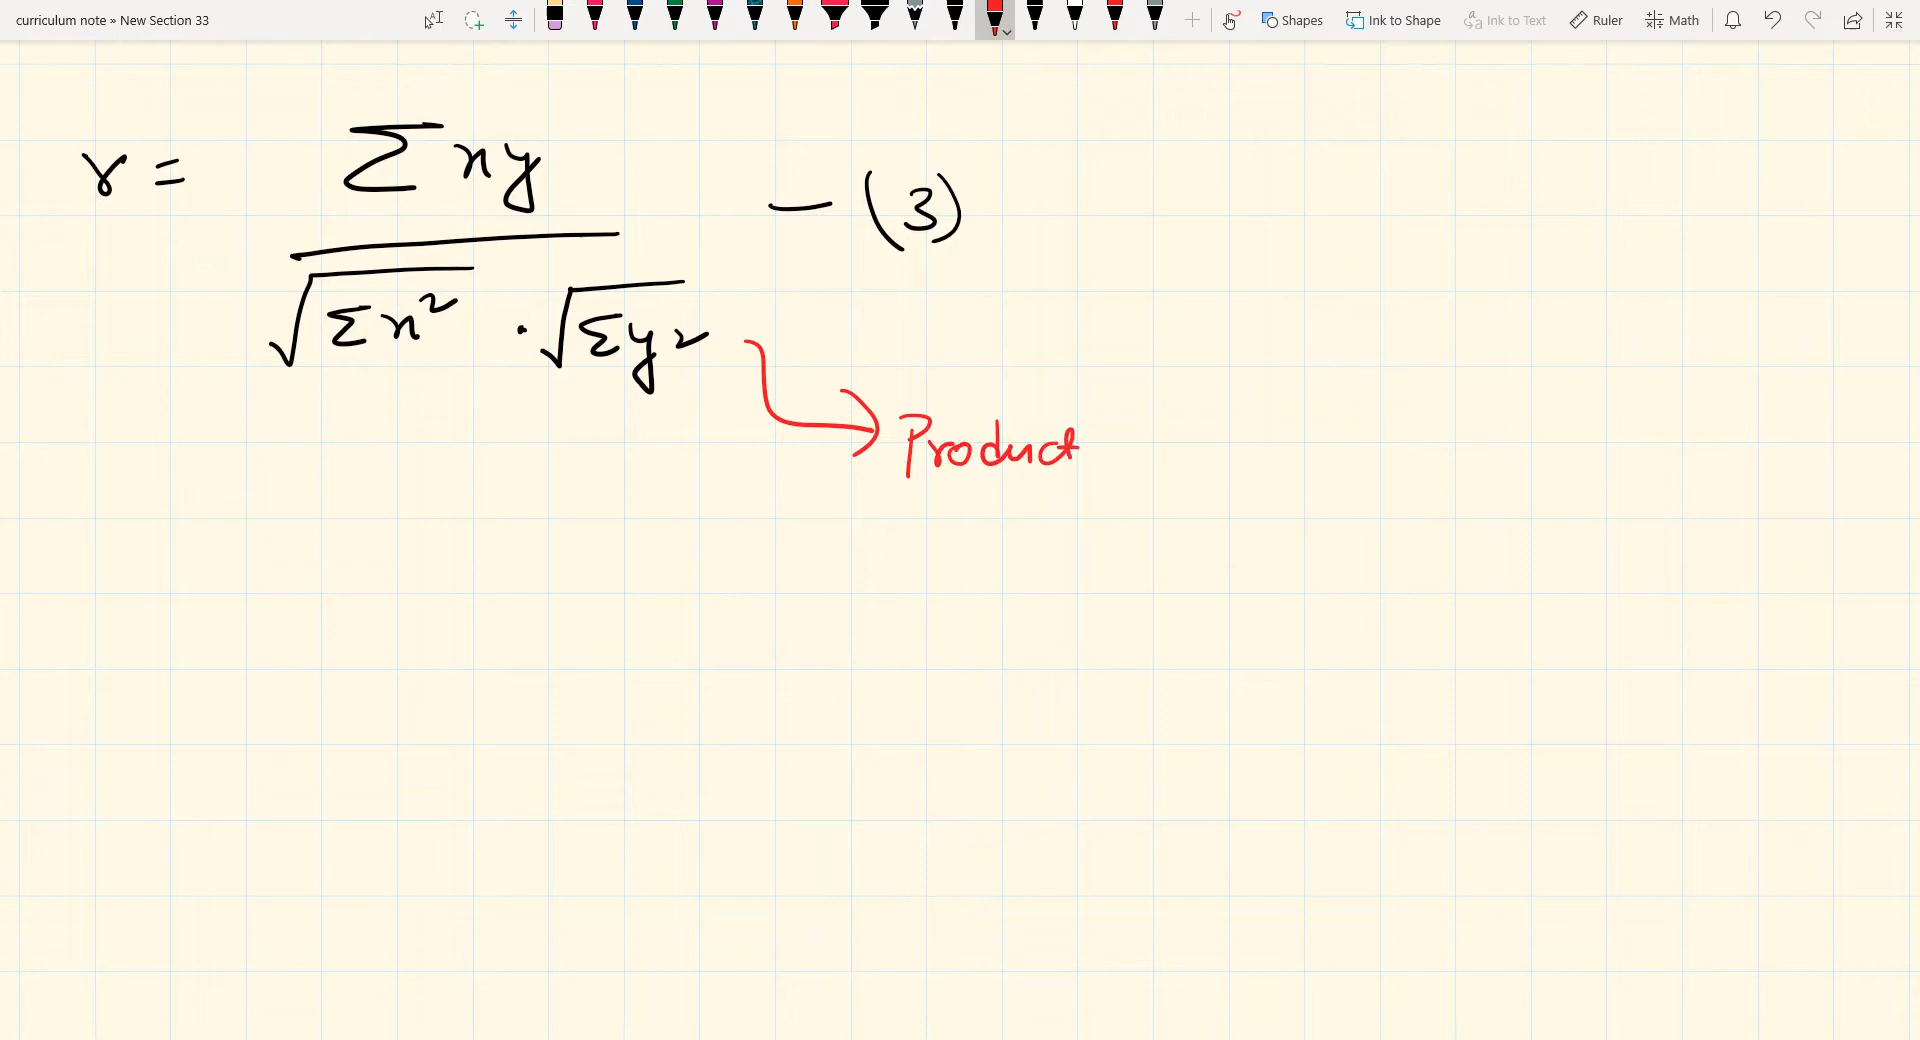 curriculum note » New Section 33
Shapes
Ink to Shape
Ink to Text
Ruler
Math
r = Σxy / √Σx² · √Σy² — (3)
Product